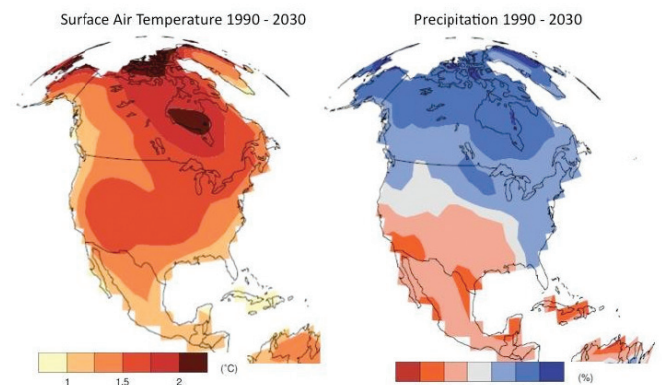 Surface Air Temperature 1990 - 2030
Precipitation 1990 - 2030
(°C)
1 1.5 2
(%)